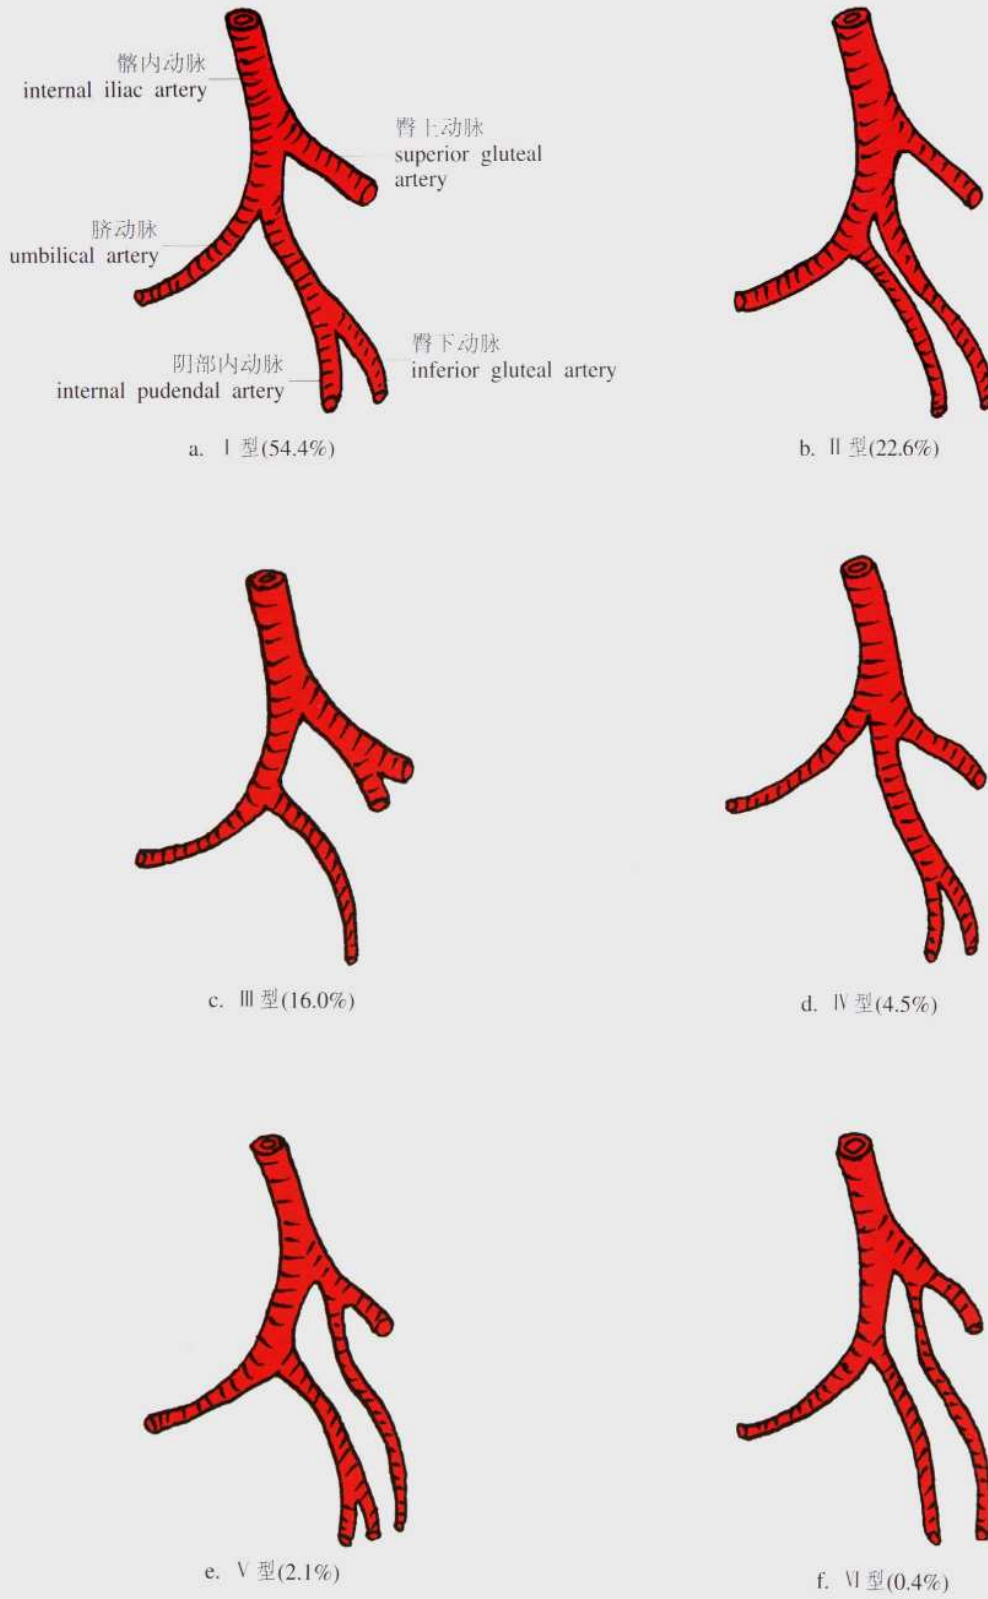 髂内动脉
internal iliac artery
臀上动脉
superior gluteal
artery
脐动脉
umbilical artery
臀下动脉
inferior gluteal artery
阴部内动脉
internal pudendal artery
a. Ⅰ型(54.4%)
b. Ⅱ型(22.6%)
c. Ⅲ型(16.0%)
d. Ⅳ型(4.5%)
e. Ⅴ型(2.1%)
f. Ⅵ型(0.4%)